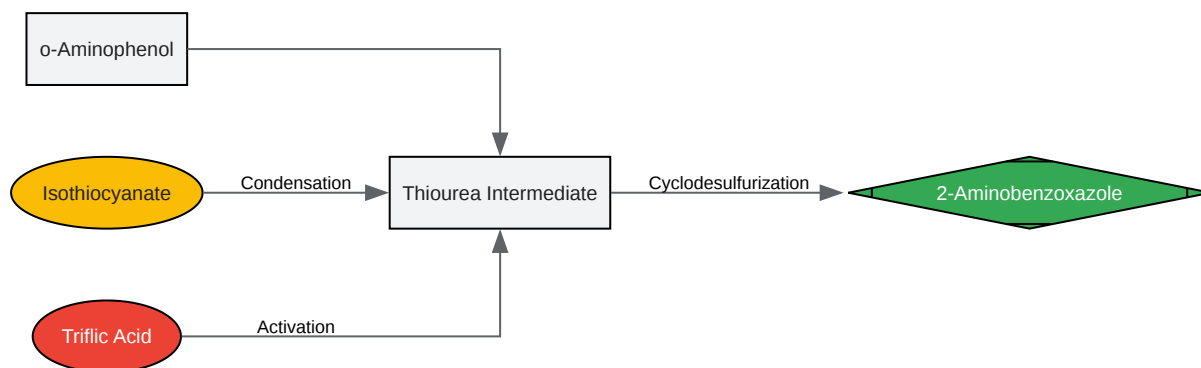 o-Aminophenol
Isothiocyanate
Condensation
Thiourea Intermediate
Cyclodesulfurization
2-Aminobenzoxazole
Triflic Acid
Activation